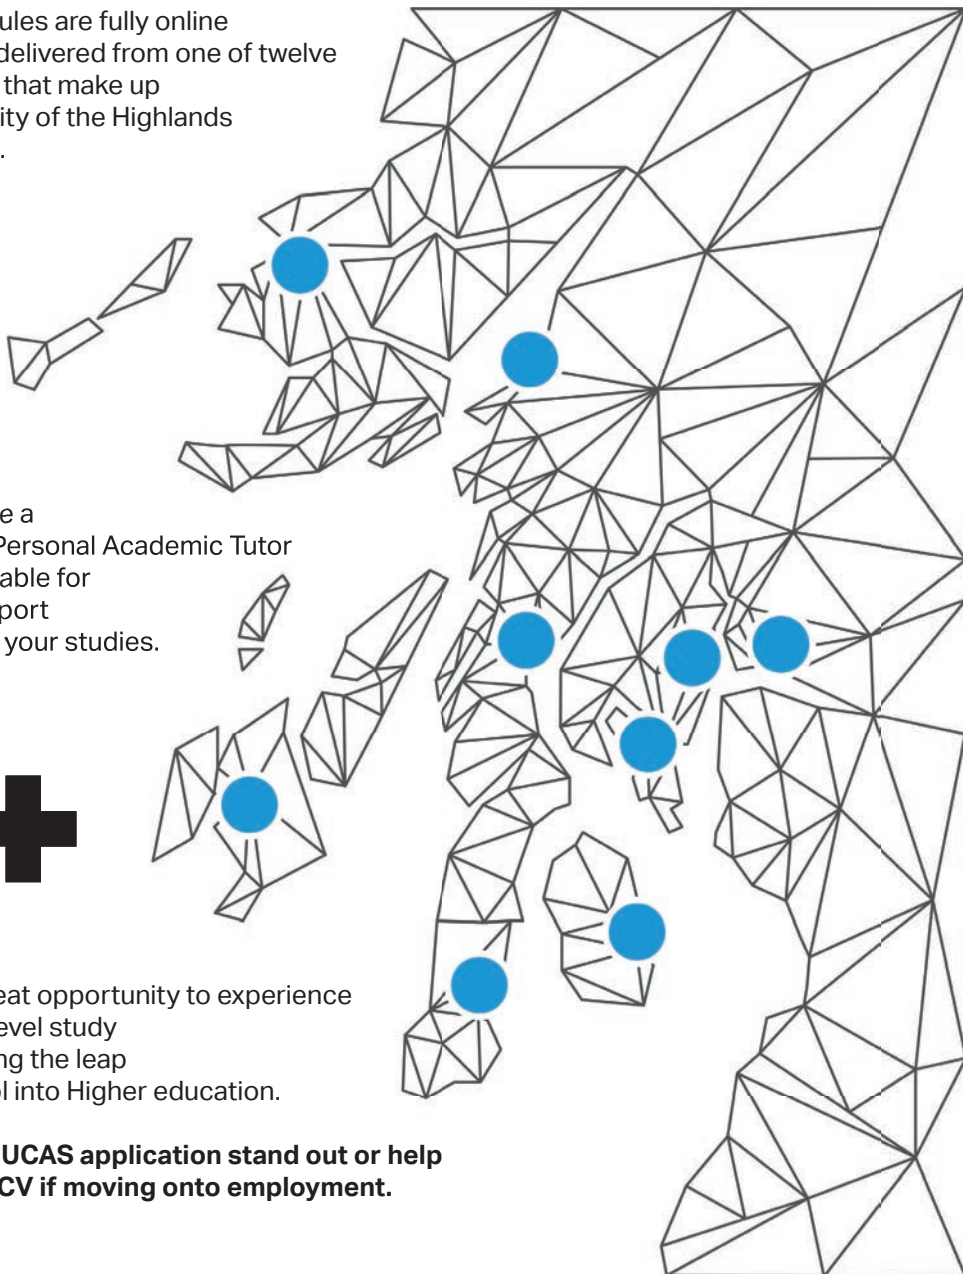 ules are fully online
delivered from one of twelve
that make up
ity of the Highlands
.
e a
Personal Academic Tutor
able for
port
your studies.
eat opportunity to experience
evel study
ng the leap
l into Higher education.
UCAS application stand out or help
CV if moving onto employment.